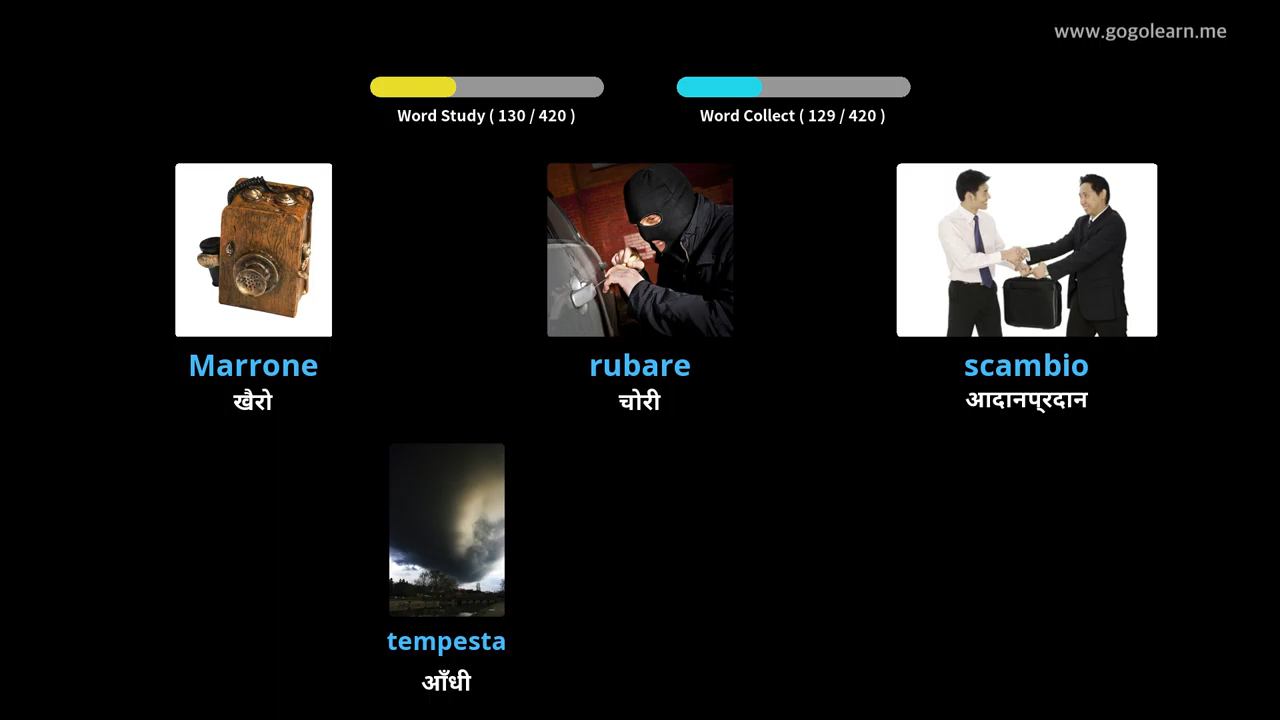 www.gogolearn.me
Word Study ( 130 / 420 )
Word Collect ( 129 / 420 )
Marrone
rubare
scambio
खैरो
चोरी
आदानप्रदान
tempesta
आँधी